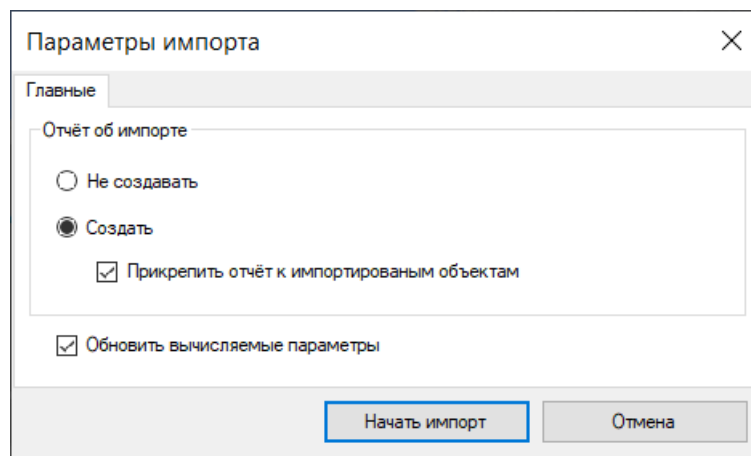 Параметры импорта
Главные
Отчёт об импорте
Не создавать
Создать
Прикрепить отчёт к импортированым объектам
Обновить вычисляемые параметры
Начать импорт
Отмена